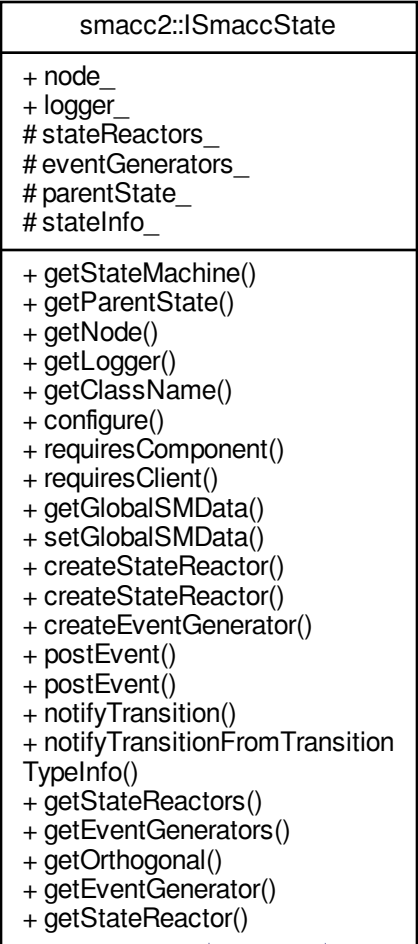 smacc2::ISmaccState
+ node_
+ logger_
# stateReactors_
# eventGenerators_
# parentState_
# stateInfo_
+ getStateMachine()
+ getParentState()
+ getNode()
+ getLogger()
+ getClassName()
+ configure()
+ requiresComponent()
+ requiresClient()
+ getGlobalSMData()
+ setGlobalSMData()
+ createStateReactor()
+ createStateReactor()
+ createEventGenerator()
+ postEvent()
+ postEvent()
+ notifyTransition()
+ notifyTransitionFromTransition
TypeInfo()
+ getStateReactors()
+ getEventGenerators()
+ getOrthogonal()
+ getEventGenerator()
+ getStateReactor()